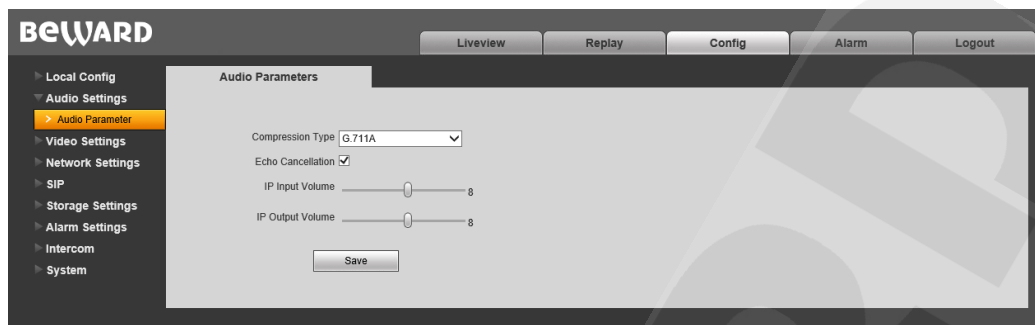 BEWARD
Liveview Replay Config Alarm Logout
Local Config
Audio Settings
Audio Parameter
Video Settings
Network Settings
SIP
Storage Settings
Alarm Settings
Intercom
System
Audio Parameters
Compression Type G.711A
Echo Cancellation
IP Input Volume 8
IP Output Volume 8
Save